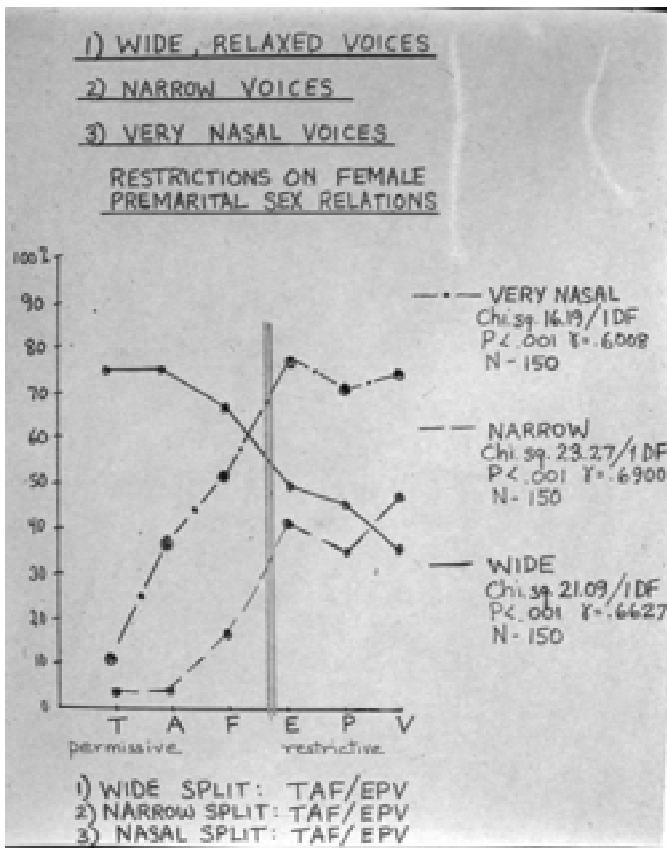 1) WIDE, RELAXED VOICES
2) NARROW VOICES
3) VERY NASAL VOICES
RESTRICTIONS ON FEMALE
PREMARITAL SEX RELATIONS
100%
90
80
70
60
50
40
30
20
10
0
T A F E P V
permissive restrictive
VERY NASAL
Chi.sq. 16.19/1DF
P<.001 γ=.6008
N-150
NARROW
Chi sq. 23.27/1DF
P<.001 γ=.6900
N-150
WIDE
Chi.sq. 21.09/1DF
P<.001 γ=.6627
N-150
1) WIDE SPLIT: TAF/EPV
2) NARROW SPLIT: TAF/EPV
3) NASAL SPLIT: TAF/EPV